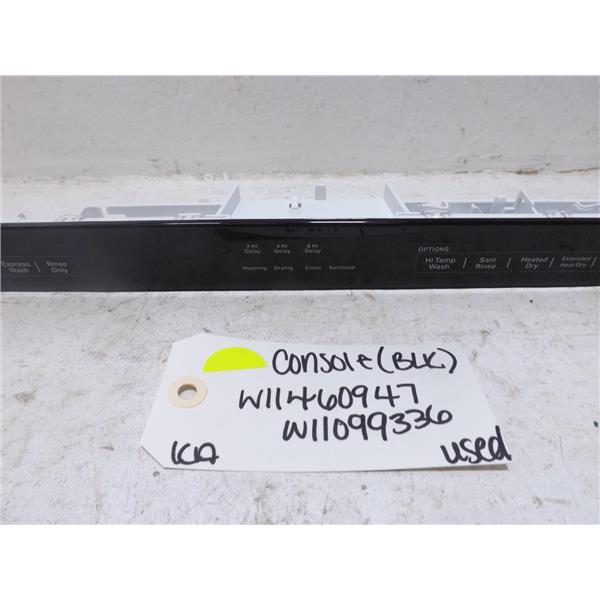 2 Hr 4 Hr 8 Hr
Delay Delay Delay
OPTIONS
Express Rinse
Wash Only
Washing Drying Clean Sanitized
Hi Temp Sani Heated Extended
Wash Rinse Dry Heat Dry
Console (BLK)
W11460947
W11099336
KIA used